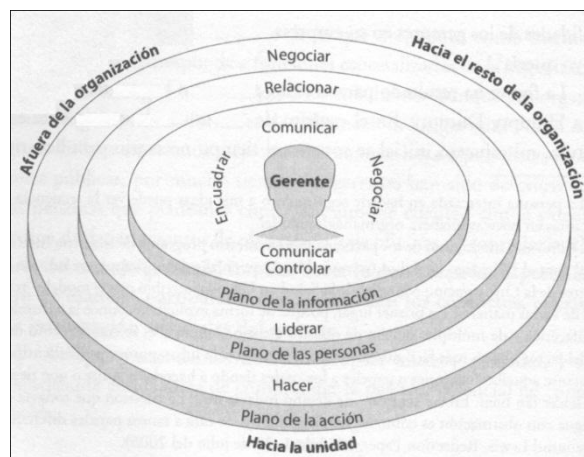 Afuera de la organización
Hacia el resto de la organización
Negociar
Relacionar
Comunicar
Encuadrar
Gerente
Negociar
Comunicar
Controlar
Plano de la información
Liderar
Plano de las personas
Hacer
Plano de la acción
Hacia la unidad